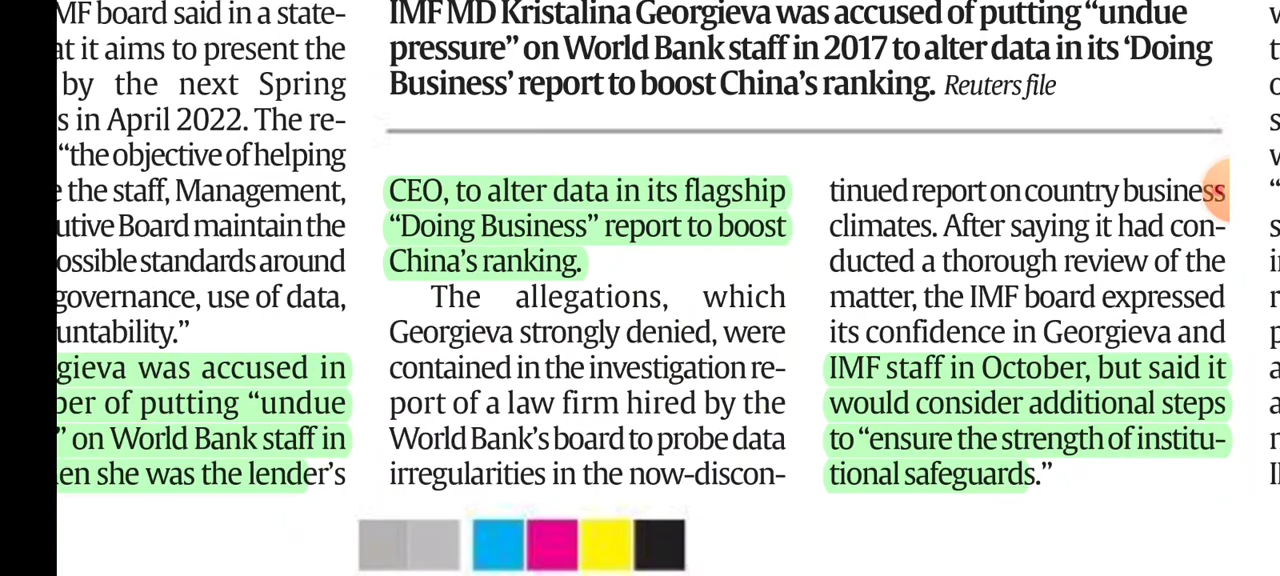 MF board said in a state-
at it aims to present the
by the next Spring
s in April 2022. The re-
“the objective of helping
the staff, Management,
utive Board maintain the
ossible standards around
governance, use of data,
untability.”
gieva was accused in
ber of putting “undue
” on World Bank staff in
en she was the lender’s
IMF MD Kristalina Georgieva was accused of putting “undue
pressure” on World Bank staff in 2017 to alter data in its ‘Doing
Business’ report to boost China’s ranking. Reuters file
CEO, to alter data in its flagship
“Doing Business” report to boost
China’s ranking.
The allegations, which
Georgieva strongly denied, were
contained in the investigation re-
port of a law firm hired by the
World Bank’s board to probe data
irregularities in the now-discon-
tinued report on country business
climates. After saying it had con-
ducted a thorough review of the
matter, the IMF board expressed
its confidence in Georgieva and
IMF staff in October, but said it
would consider additional steps
to “ensure the strength of institu-
tional safeguards.”